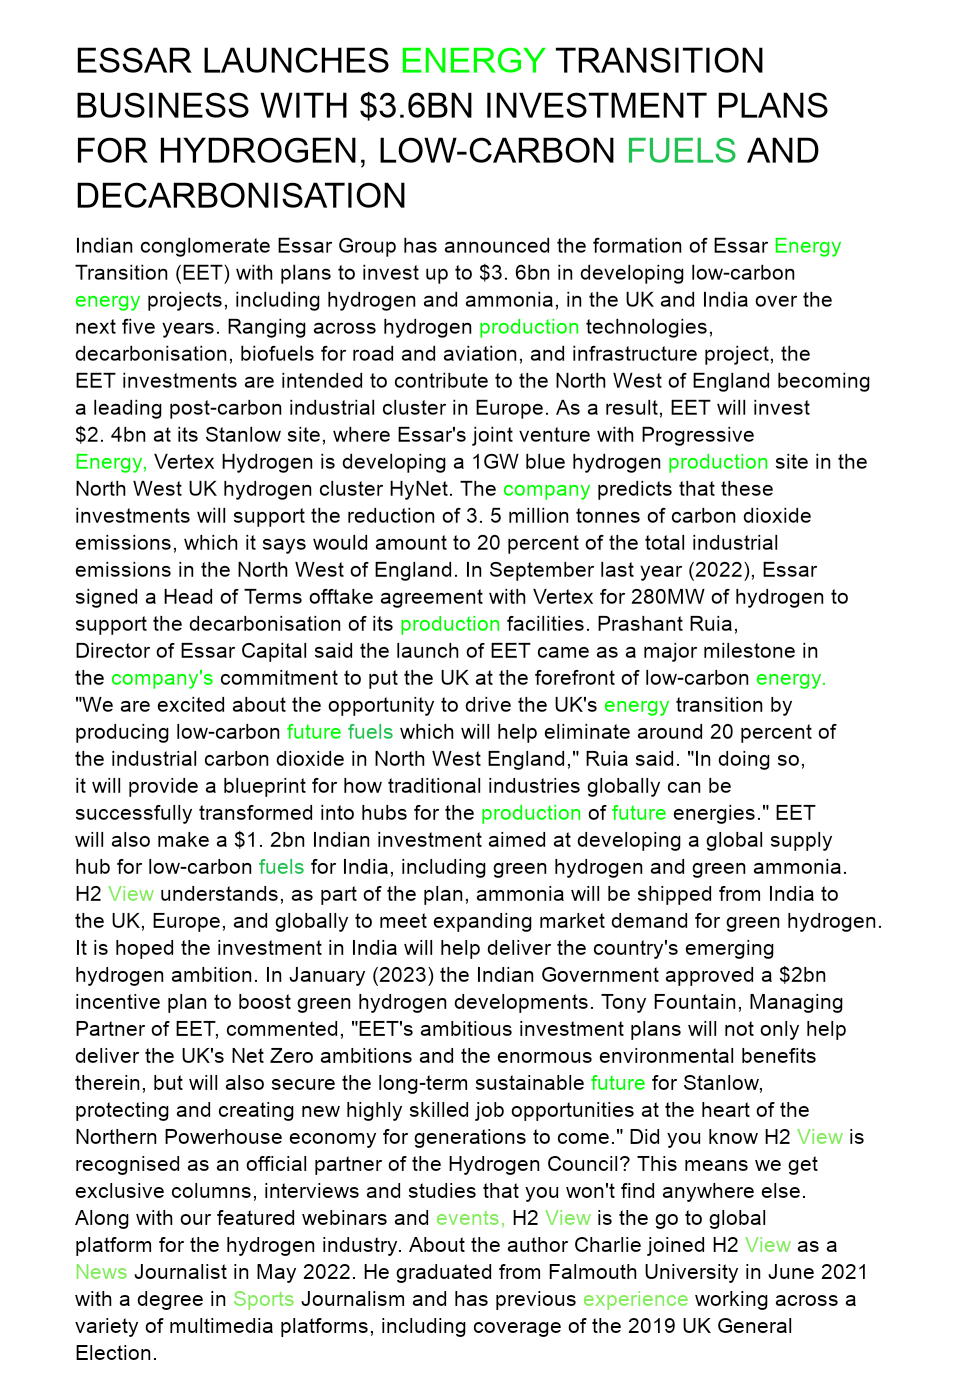 ESSAR LAUNCHES ENERGY TRANSITION
BUSINESS WITH $3.6BN INVESTMENT PLANS
FOR HYDROGEN, LOW-CARBON FUELS AND
DECARBONISATION
Indian conglomerate Essar Group has announced the formation of Essar Energy
Transition (EET) with plans to invest up to $3. 6bn in developing low-carbon
energy projects, including hydrogen and ammonia, in the UK and India over the
next five years. Ranging across hydrogen production technologies,
decarbonisation, biofuels for road and aviation, and infrastructure project, the
EET investments are intended to contribute to the North West of England becoming
a leading post-carbon industrial cluster in Europe. As a result, EET will invest
$2. 4bn at its Stanlow site, where Essar's joint venture with Progressive
Energy, Vertex Hydrogen is developing a 1GW blue hydrogen production site in the
North West UK hydrogen cluster HyNet. The company predicts that these
investments will support the reduction of 3. 5 million tonnes of carbon dioxide
emissions, which it says would amount to 20 percent of the total industrial
emissions in the North West of England. In September last year (2022), Essar
signed a Head of Terms offtake agreement with Vertex for 280MW of hydrogen to
support the decarbonisation of its production facilities. Prashant Ruia,
Director of Essar Capital said the launch of EET came as a major milestone in
the company's commitment to put the UK at the forefront of low-carbon energy.
"We are excited about the opportunity to drive the UK's energy transition by
producing low-carbon future fuels which will help eliminate around 20 percent of
the industrial carbon dioxide in North West England," Ruia said. "In doing so,
it will provide a blueprint for how traditional industries globally can be
successfully transformed into hubs for the production of future energies." EET
will also make a $1. 2bn Indian investment aimed at developing a global supply
hub for low-carbon fuels for India, including green hydrogen and green ammonia.
H2 View understands, as part of the plan, ammonia will be shipped from India to
the UK, Europe, and globally to meet expanding market demand for green hydrogen.
It is hoped the investment in India will help deliver the country's emerging
hydrogen ambition. In January (2023) the Indian Government approved a $2bn
incentive plan to boost green hydrogen developments. Tony Fountain, Managing
Partner of EET, commented, "EET's ambitious investment plans will not only help
deliver the UK's Net Zero ambitions and the enormous environmental benefits
therein, but will also secure the long-term sustainable future for Stanlow,
protecting and creating new highly skilled job opportunities at the heart of the
Northern Powerhouse economy for generations to come." Did you know H2 View is
recognised as an official partner of the Hydrogen Council? This means we get
exclusive columns, interviews and studies that you won't find anywhere else.
Along with our featured webinars and events, H2 View is the go to global
platform for the hydrogen industry. About the author Charlie joined H2 View as a
News Journalist in May 2022. He graduated from Falmouth University in June 2021
with a degree in Sports Journalism and has previous experience working across a
variety of multimedia platforms, including coverage of the 2019 UK General
Election.